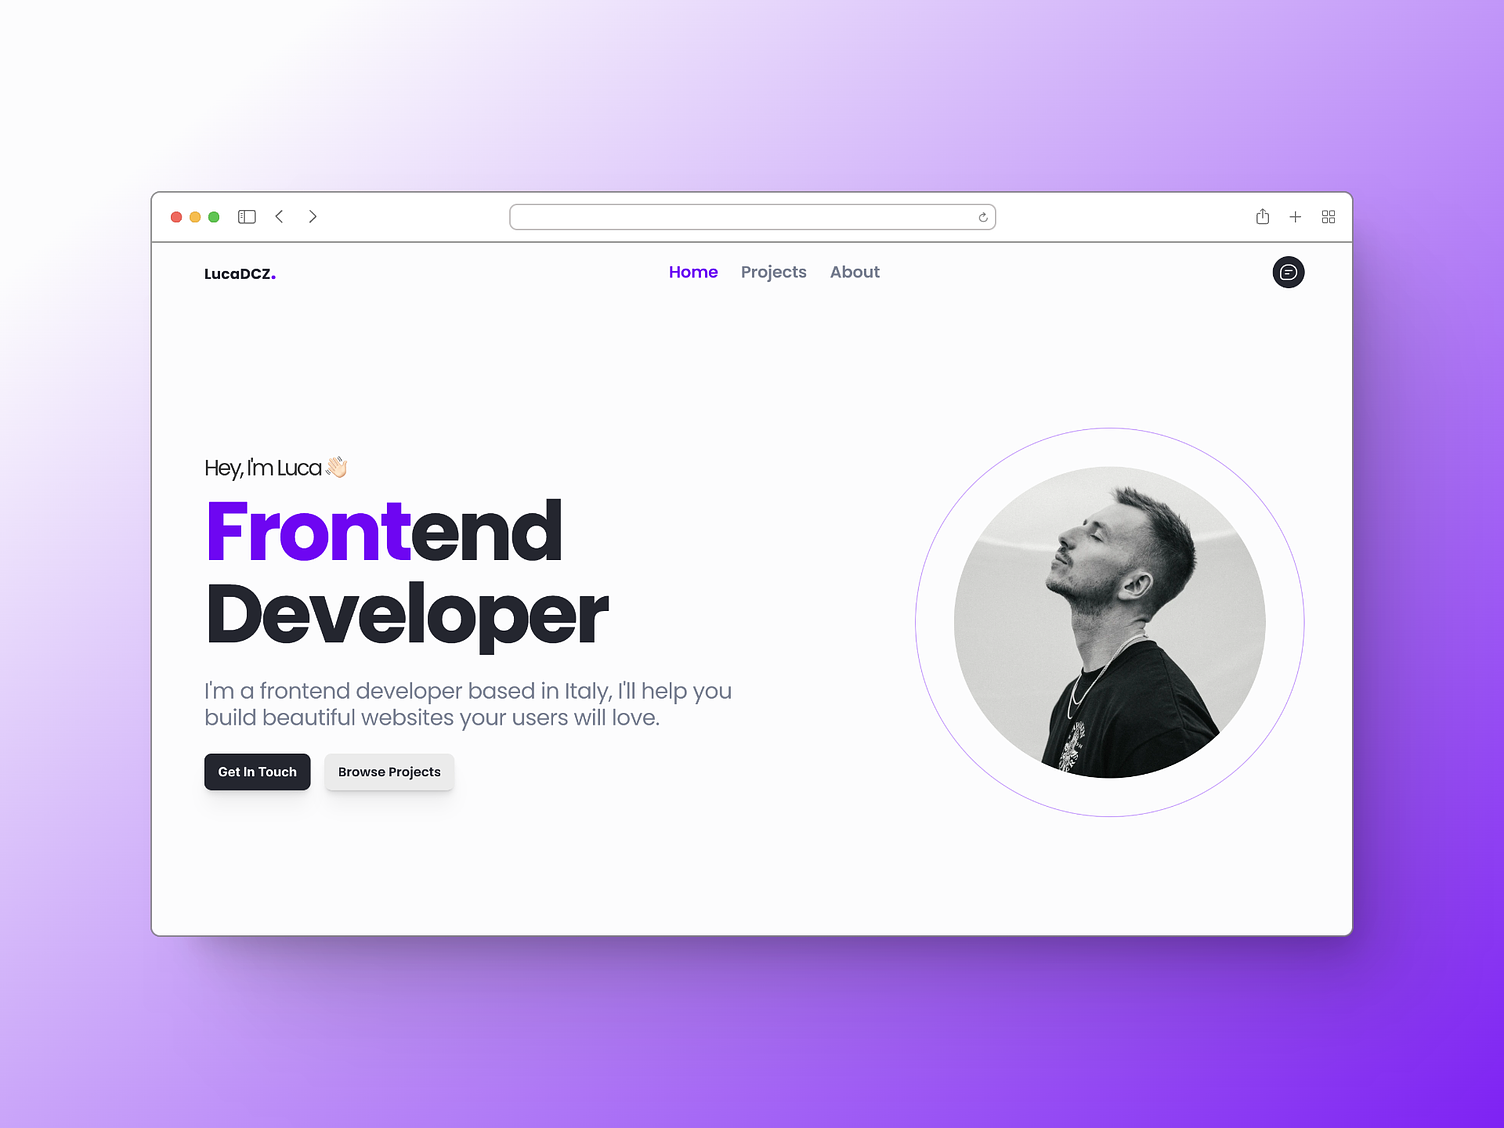 LucaDCZ.
Home Projects About
Hey, I'm Luca 👋🏻
Frontend
Developer
I'm a frontend developer based in Italy, I'll help you
build beautiful websites your users will love.
Get In Touch Browse Projects